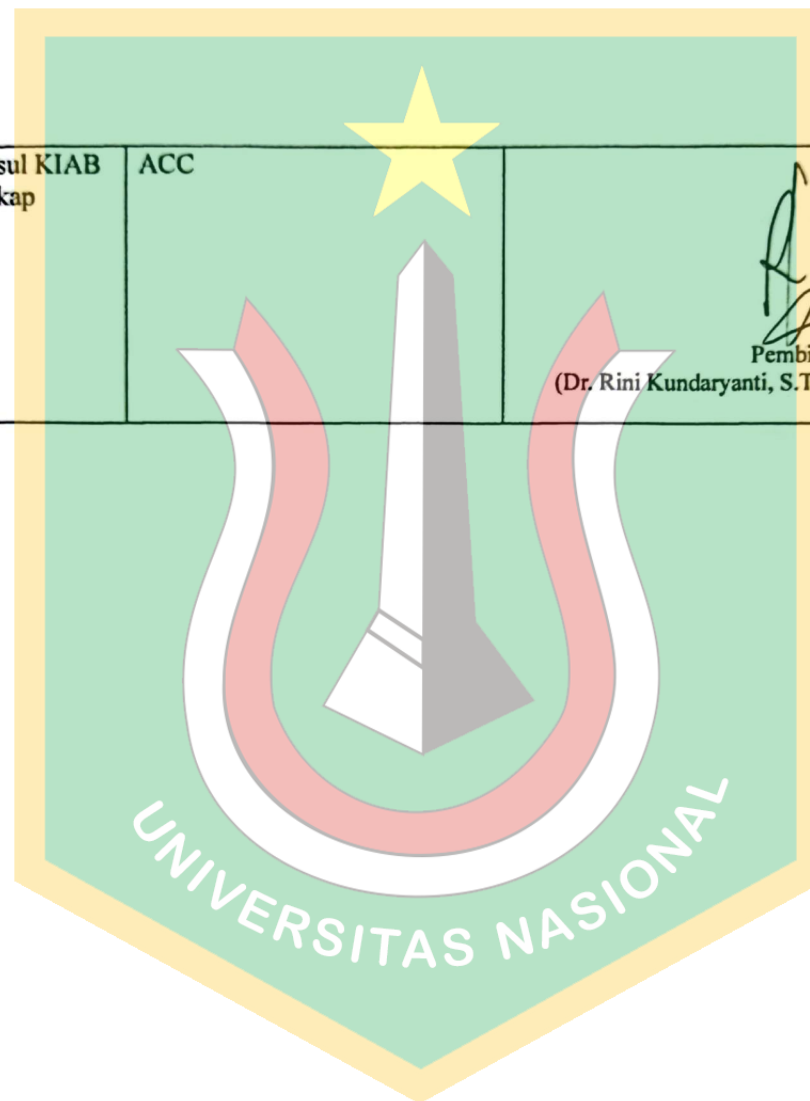 sul KIAB
kap
ACC
Pembi
(Dr. Rini Kundaryanti, S.T
UNIVERSITAS NASIONAL